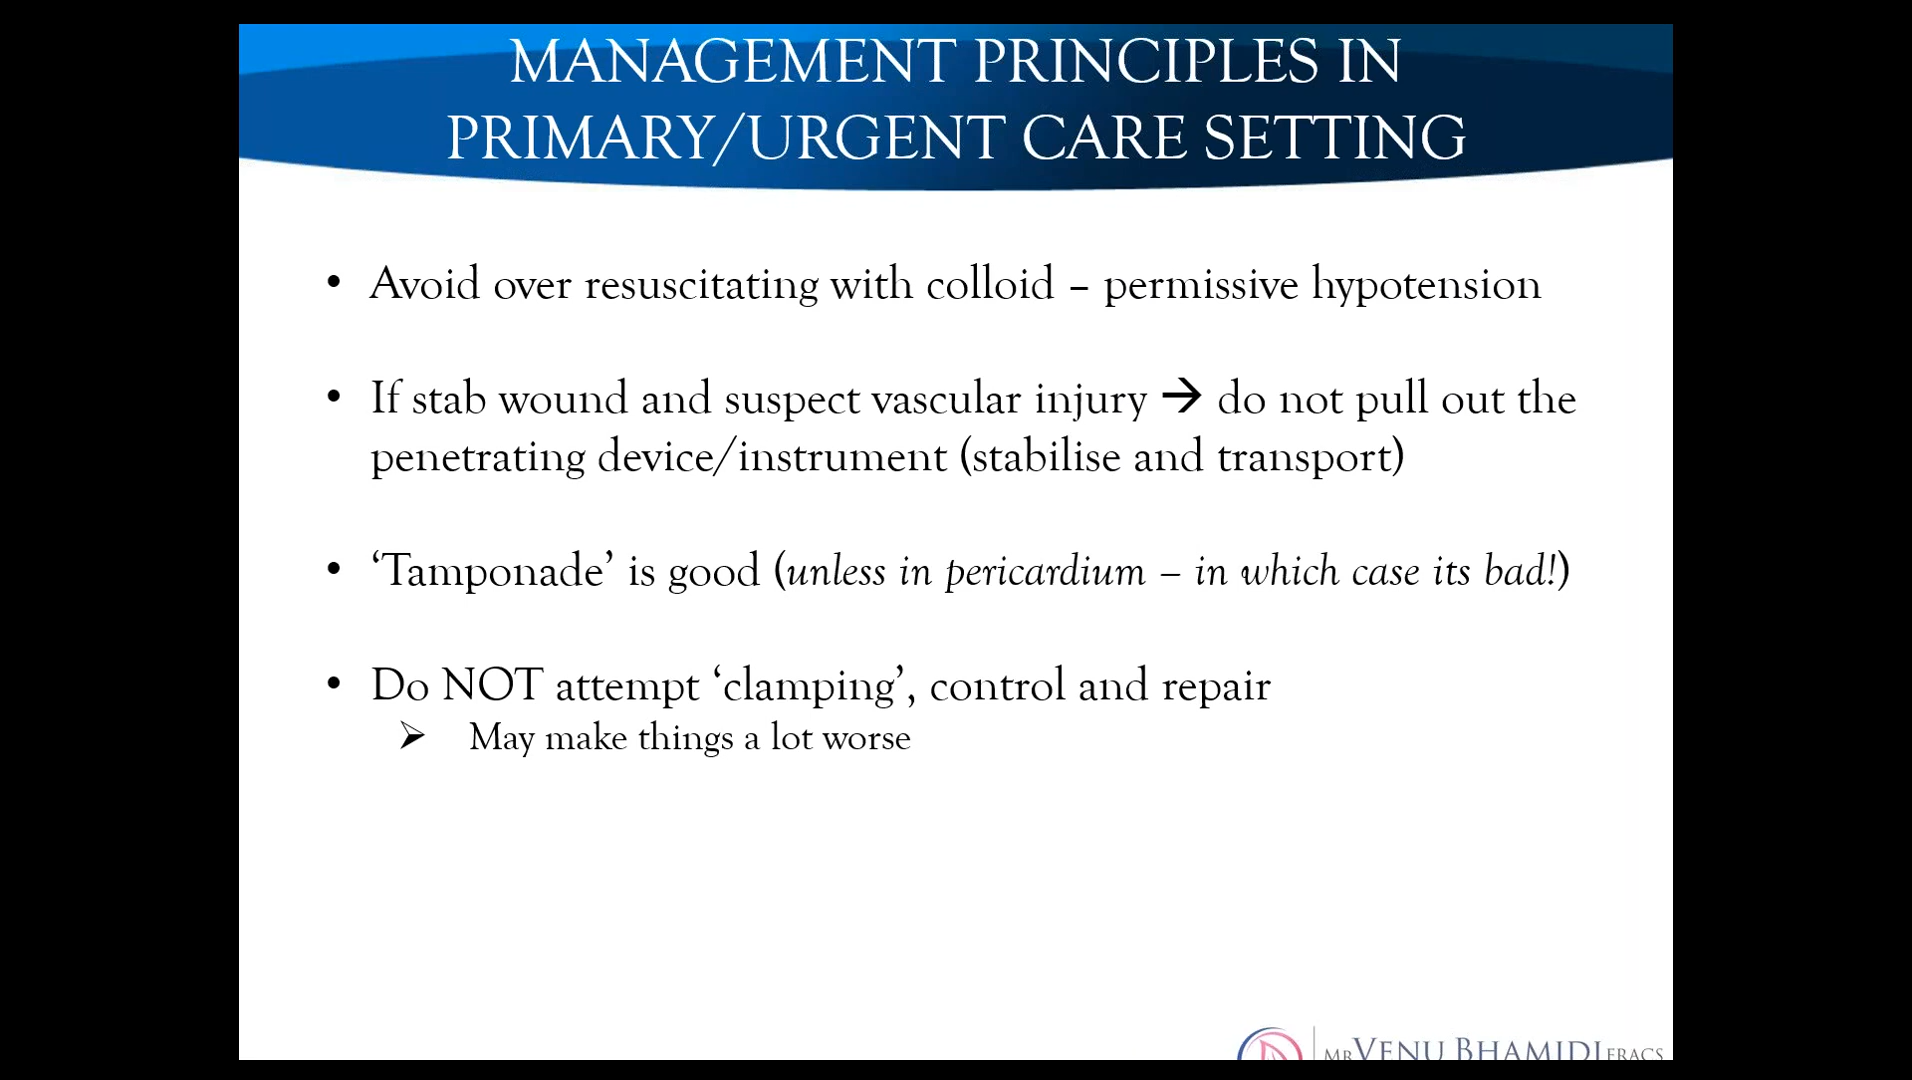 MANAGEMENT PRINCIPLES IN
PRIMARY/URGENT CARE SETTING
• Avoid over resuscitating with colloid – permissive hypotension
• If stab wound and suspect vascular injury → do not pull out the
penetrating device/instrument (stabilise and transport)
• ‘Tamponade’ is good (unless in pericardium – in which case its bad!)
• Do NOT attempt ‘clamping’, control and repair
➢ May make things a lot worse
MR VENU BHAMIDI FRACS